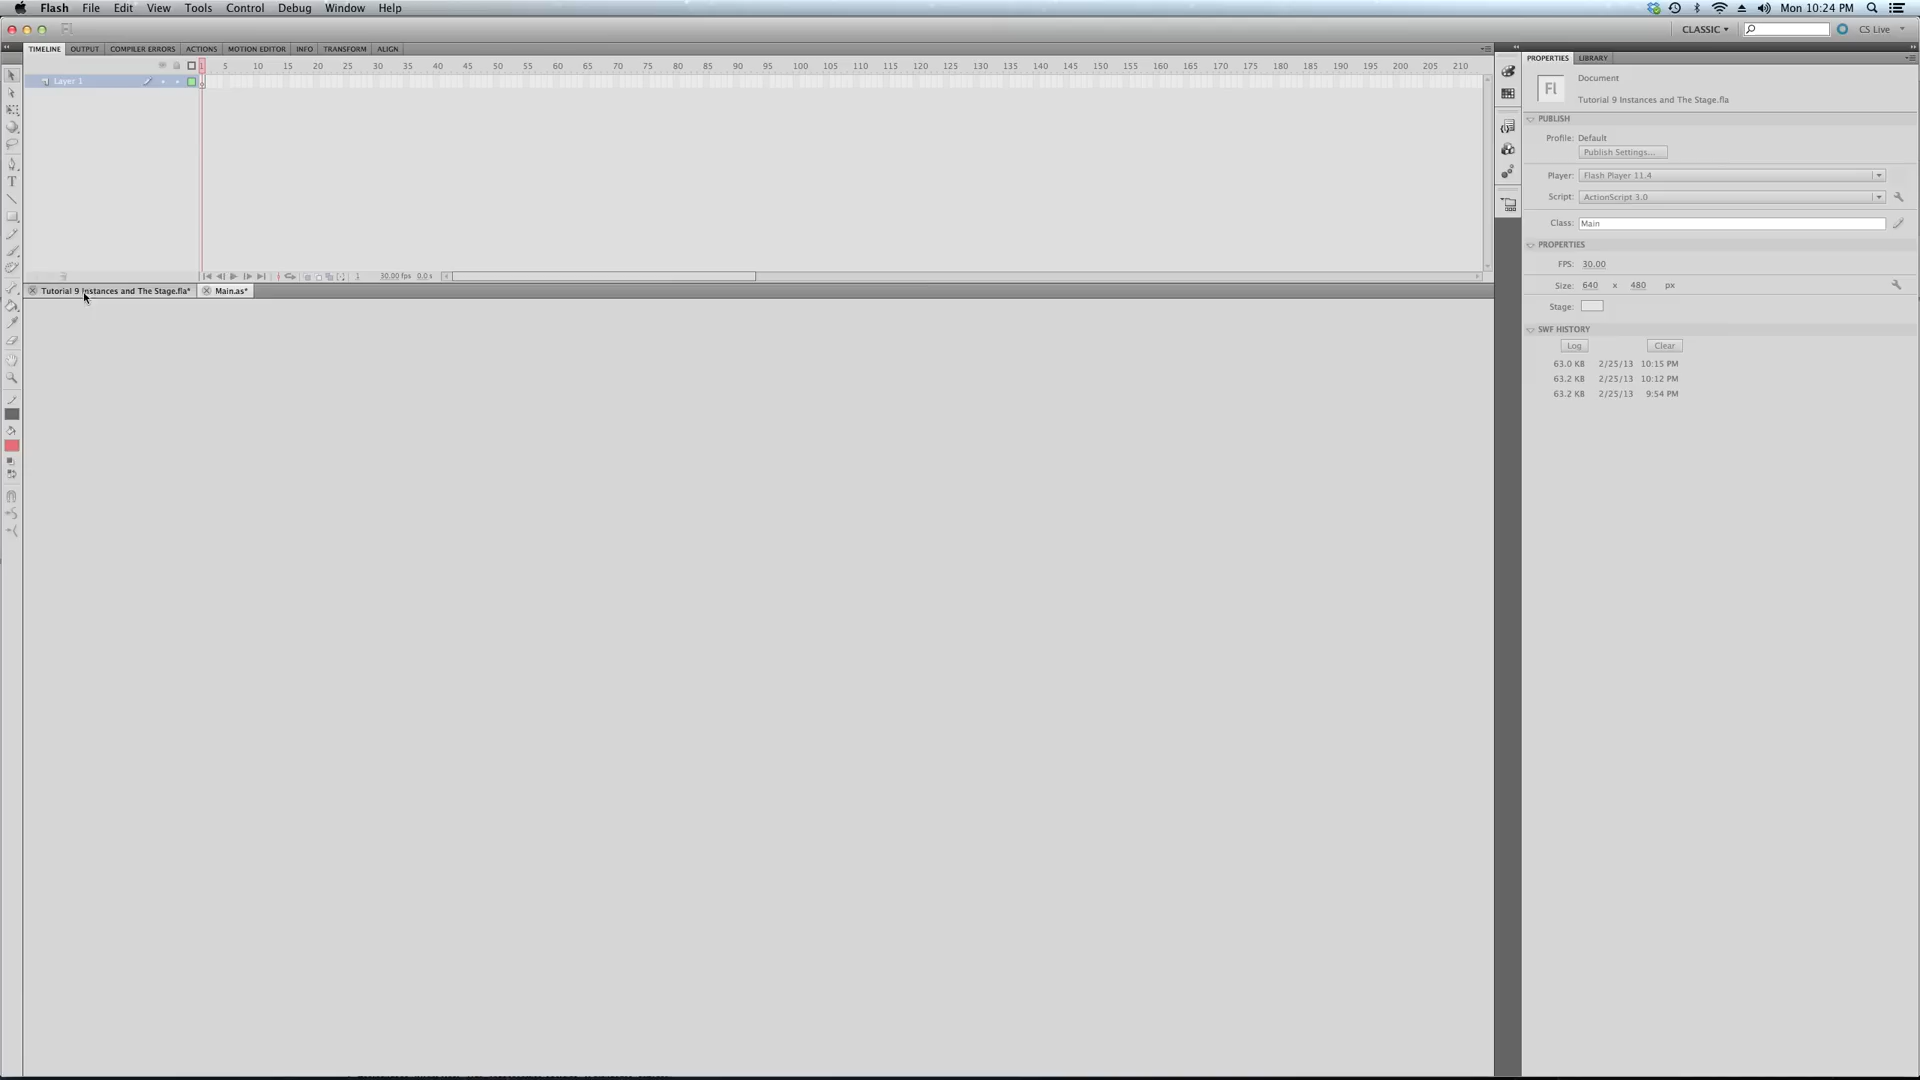 Flash File Edit View Tools Control Debug Window Help
Mon 10:24 PM
CLASSIC
CS Live
TIMELINE OUTPUT COMPILER ERRORS ACTIONS MOTION EDITOR INFO TRANSFORM ALIGN
1 5 10 15 20 25 30 35 40 45 50 55 60 65 70 75 80 85 90 95 100 105 110 115 120 125 130 135 140 145 150 155 160 165 170 175 180 185 190 195 200 205 210
Layer 1
1 30.00 fps 0.0 s
Tutorial 9 Instances and The Stage.fla* Main.as*
PROPERTIES LIBRARY
Fl
Document
Tutorial 9 Instances and The Stage.fla
PUBLISH
Profile: Default
Publish Settings...
Player: Flash Player 11.4
Script: ActionScript 3.0
Class: Main
PROPERTIES
FPS: 30.00
Size: 640 x 480 px
Stage:
SWF HISTORY
Log Clear
63.0 KB 2/25/13 10:15 PM
63.2 KB 2/25/13 10:12 PM
63.2 KB 2/25/13 9:54 PM